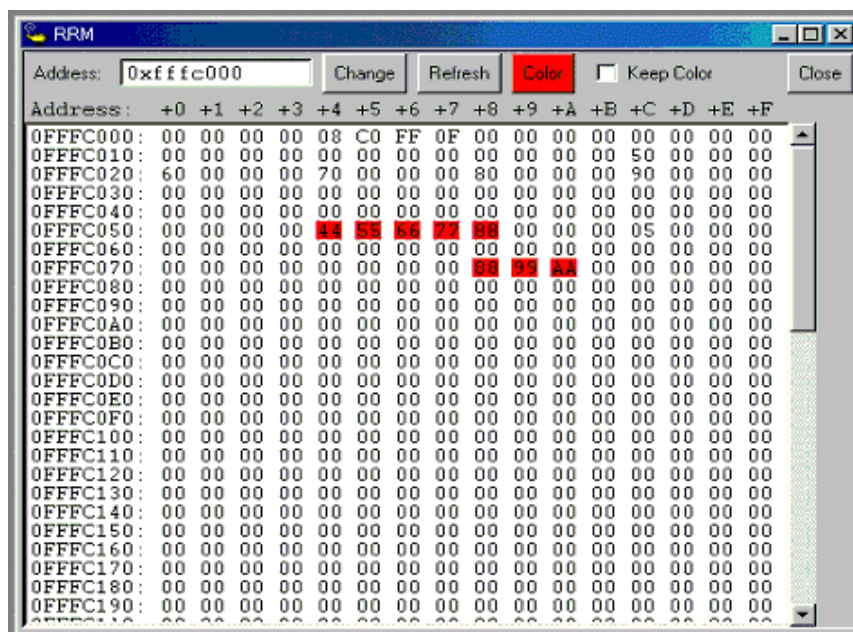 RRM
Address: 0xfffc000 Change Refresh Color Keep Color Close
Address: +0 +1 +2 +3 +4 +5 +6 +7 +8 +9 +A +B +C +D +E +F
0FFFC000: 00 00 00 00 08 C0 FF 0F 00 00 00 00 00 00 00 00
0FFFC010: 00 00 00 00 00 00 00 00 00 00 00 00 50 00 00 00
0FFFC020: 60 00 00 00 70 00 00 00 80 00 00 00 90 00 00 00
0FFFC030: 00 00 00 00 00 00 00 00 00 00 00 00 00 00 00 00
0FFFC040: 00 00 00 00 00 00 00 00 00 00 00 00 00 00 00 00
0FFFC050: 00 00 00 00 44 55 66 77 88 00 00 00 05 00 00 00
0FFFC060: 00 00 00 00 00 00 00 00 00 00 00 00 00 00 00 00
0FFFC070: 00 00 00 00 00 00 00 00 88 99 AA 00 00 00 00 00
0FFFC080: 00 00 00 00 00 00 00 00 00 00 00 00 00 00 00 00
0FFFC090: 00 00 00 00 00 00 00 00 00 00 00 00 00 00 00 00
0FFFC0A0: 00 00 00 00 00 00 00 00 00 00 00 00 00 00 00 00
0FFFC0B0: 00 00 00 00 00 00 00 00 00 00 00 00 00 00 00 00
0FFFC0C0: 00 00 00 00 00 00 00 00 00 00 00 00 00 00 00 00
0FFFC0D0: 00 00 00 00 00 00 00 00 00 00 00 00 00 00 00 00
0FFFC0E0: 00 00 00 00 00 00 00 00 00 00 00 00 00 00 00 00
0FFFC0F0: 00 00 00 00 00 00 00 00 00 00 00 00 00 00 00 00
0FFFC100: 00 00 00 00 00 00 00 00 00 00 00 00 00 00 00 00
0FFFC110: 00 00 00 00 00 00 00 00 00 00 00 00 00 00 00 00
0FFFC120: 00 00 00 00 00 00 00 00 00 00 00 00 00 00 00 00
0FFFC130: 00 00 00 00 00 00 00 00 00 00 00 00 00 00 00 00
0FFFC140: 00 00 00 00 00 00 00 00 00 00 00 00 00 00 00 00
0FFFC150: 00 00 00 00 00 00 00 00 00 00 00 00 00 00 00 00
0FFFC160: 00 00 00 00 00 00 00 00 00 00 00 00 00 00 00 00
0FFFC170: 00 00 00 00 00 00 00 00 00 00 00 00 00 00 00 00
0FFFC180: 00 00 00 00 00 00 00 00 00 00 00 00 00 00 00 00
0FFFC190: 00 00 00 00 00 00 00 00 00 00 00 00 00 00 00 00